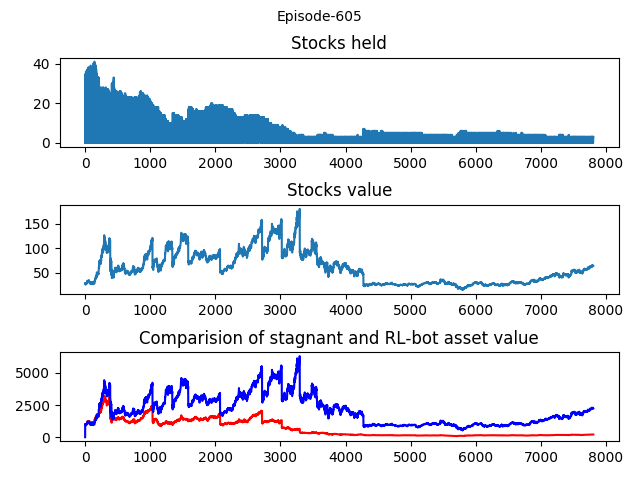 Episode-605
Stocks held
40
20
0
0 1000 2000 3000 4000 5000 6000 7000 8000
Stocks value
150
100
50
0 1000 2000 3000 4000 5000 6000 7000 8000
Comparision of stagnant and RL-bot asset value
5000
2500
0
0 1000 2000 3000 4000 5000 6000 7000 8000